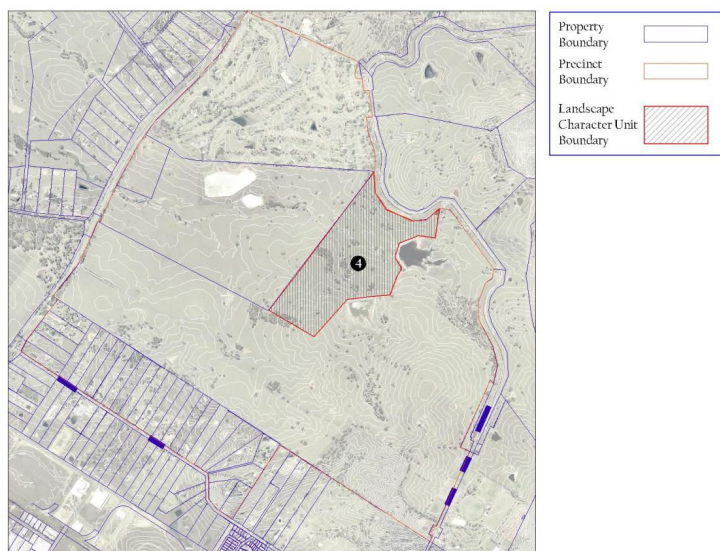 Property
Boundary
Precinct
Boundary
Landscape
Character Unit
Boundary
4